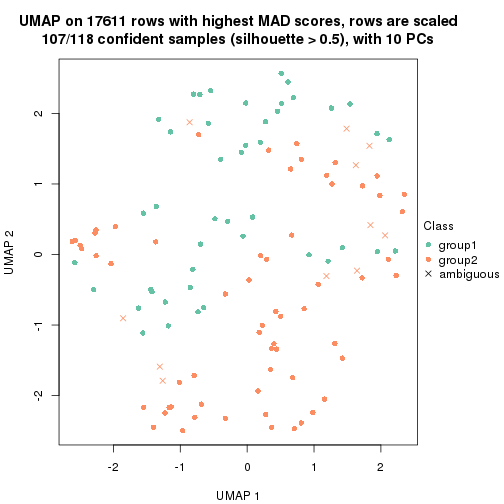 UMAP on 17611 rows with highest MAD scores, rows are scaled
107/118 confident samples (silhouette > 0.5), with 10 PCs
2
1
0
-1
-2
UMAP 2
-2
-1
0
1
2
UMAP 1
Class
group1
group2
ambiguous